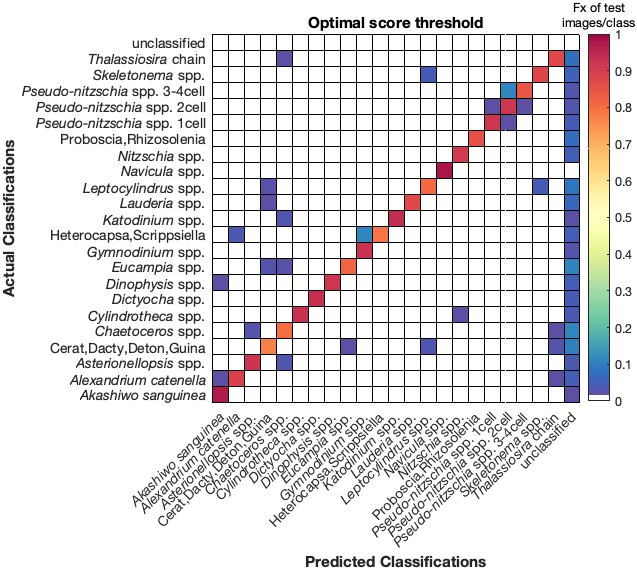 Optimal score threshold
Fx of test
images/class
unclassified
Thalassiosira chain
Skeletonema spp.
Pseudo-nitzschia spp. 3-4cell
Pseudo-nitzschia spp. 2cell
Pseudo-nitzschia spp. 1cell
Proboscia,Rhizosolenia
Nitzschia spp.
Navicula spp.
Leptocylindrus spp.
Lauderia spp.
Katodinium spp.
Heterocapsa,Scrippsiella
Gymnodinium spp.
Eucampia spp.
Dinophysis spp.
Dictyocha spp.
Cylindrotheca spp.
Chaetoceros spp.
Cerat,Dacty,Deton,Guina
Asterionellopsis spp.
Alexandrium catenella
Akashiwo sanguinea
Actual Classifications
1
0.9
0.8
0.7
0.6
0.5
0.4
0.3
0.2
0.1
0
Akashiwo sanguinea
Alexandrium catenella
Asterionellopsis spp.
Cerat,Dacty,Deton,Guina
Chaetoceros spp.
Cylindrotheca spp.
Dictyocha spp.
Dinophysis spp.
Eucampia spp.
Gymnodinium spp.
Heterocapsa,Scrippsiella
Katodinium spp.
Lauderia spp.
Leptocylindrus spp.
Navicula spp.
Nitzschia spp.
Proboscia,Rhizosolenia
Pseudo-nitzschia spp. 1cell
Pseudo-nitzschia spp. 2cell
Pseudo-nitzschia spp. 3-4cell
Skeletonema spp.
Thalassiosira chain
unclassified
Predicted Classifications